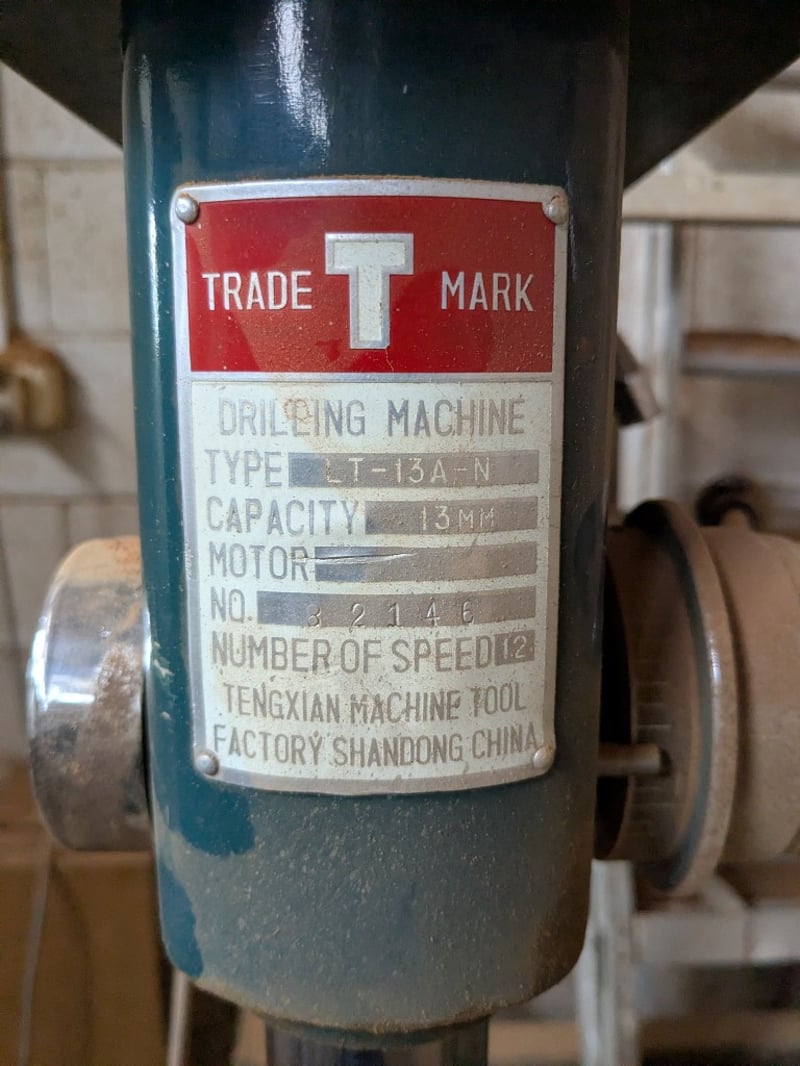 TRADE T MARK
DRILLING MACHINE
TYPE LT-13A-N
CAPACITY 13MM
MOTOR
NO. 32146
NUMBER OF SPEED 12
TENGXIAN MACHINE TOOL
FACTORY SHANDONG CHINA